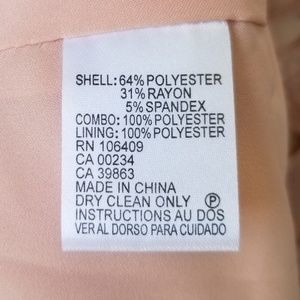 SHELL: 64% POLYESTER
31% RAYON
5% SPANDEX
COMBO: 100% POLYESTER
LINING: 100% POLYESTER
RN 106409
CA 00234
CA 39863
MADE IN CHINA
DRY CLEAN ONLY Ⓟ
INSTRUCTIONS AU DOS
VER AL DORSO PARA CUIDADO